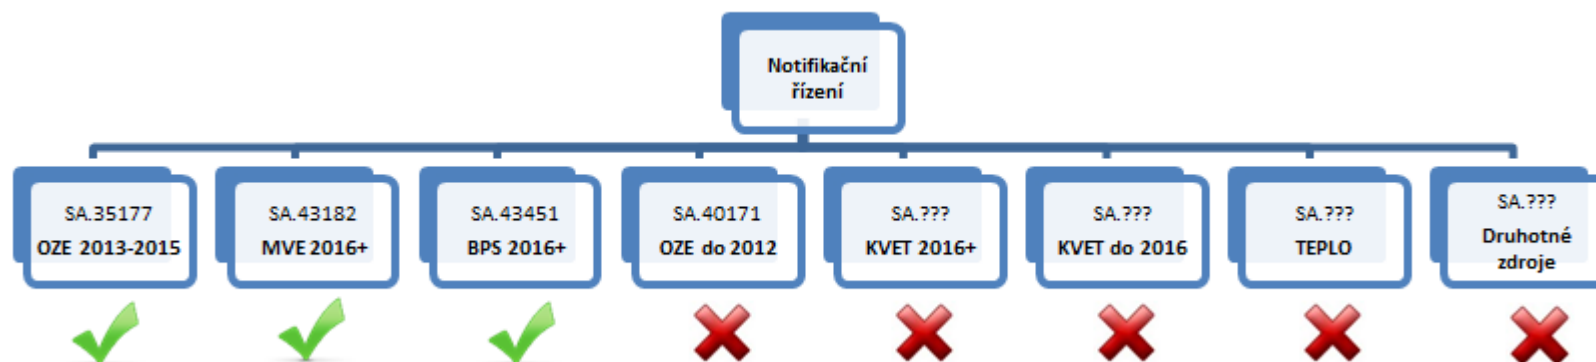 Notifikační
řízení
SA.35177
OZE 2013-2015
SA.43182
MVE 2016+
SA.43451
BPS 2016+
SA.40171
OZE do 2012
SA.???
KVET 2016+
SA.???
KVET do 2016
SA.???
TEPLO
SA.???
Druhotné
zdroje